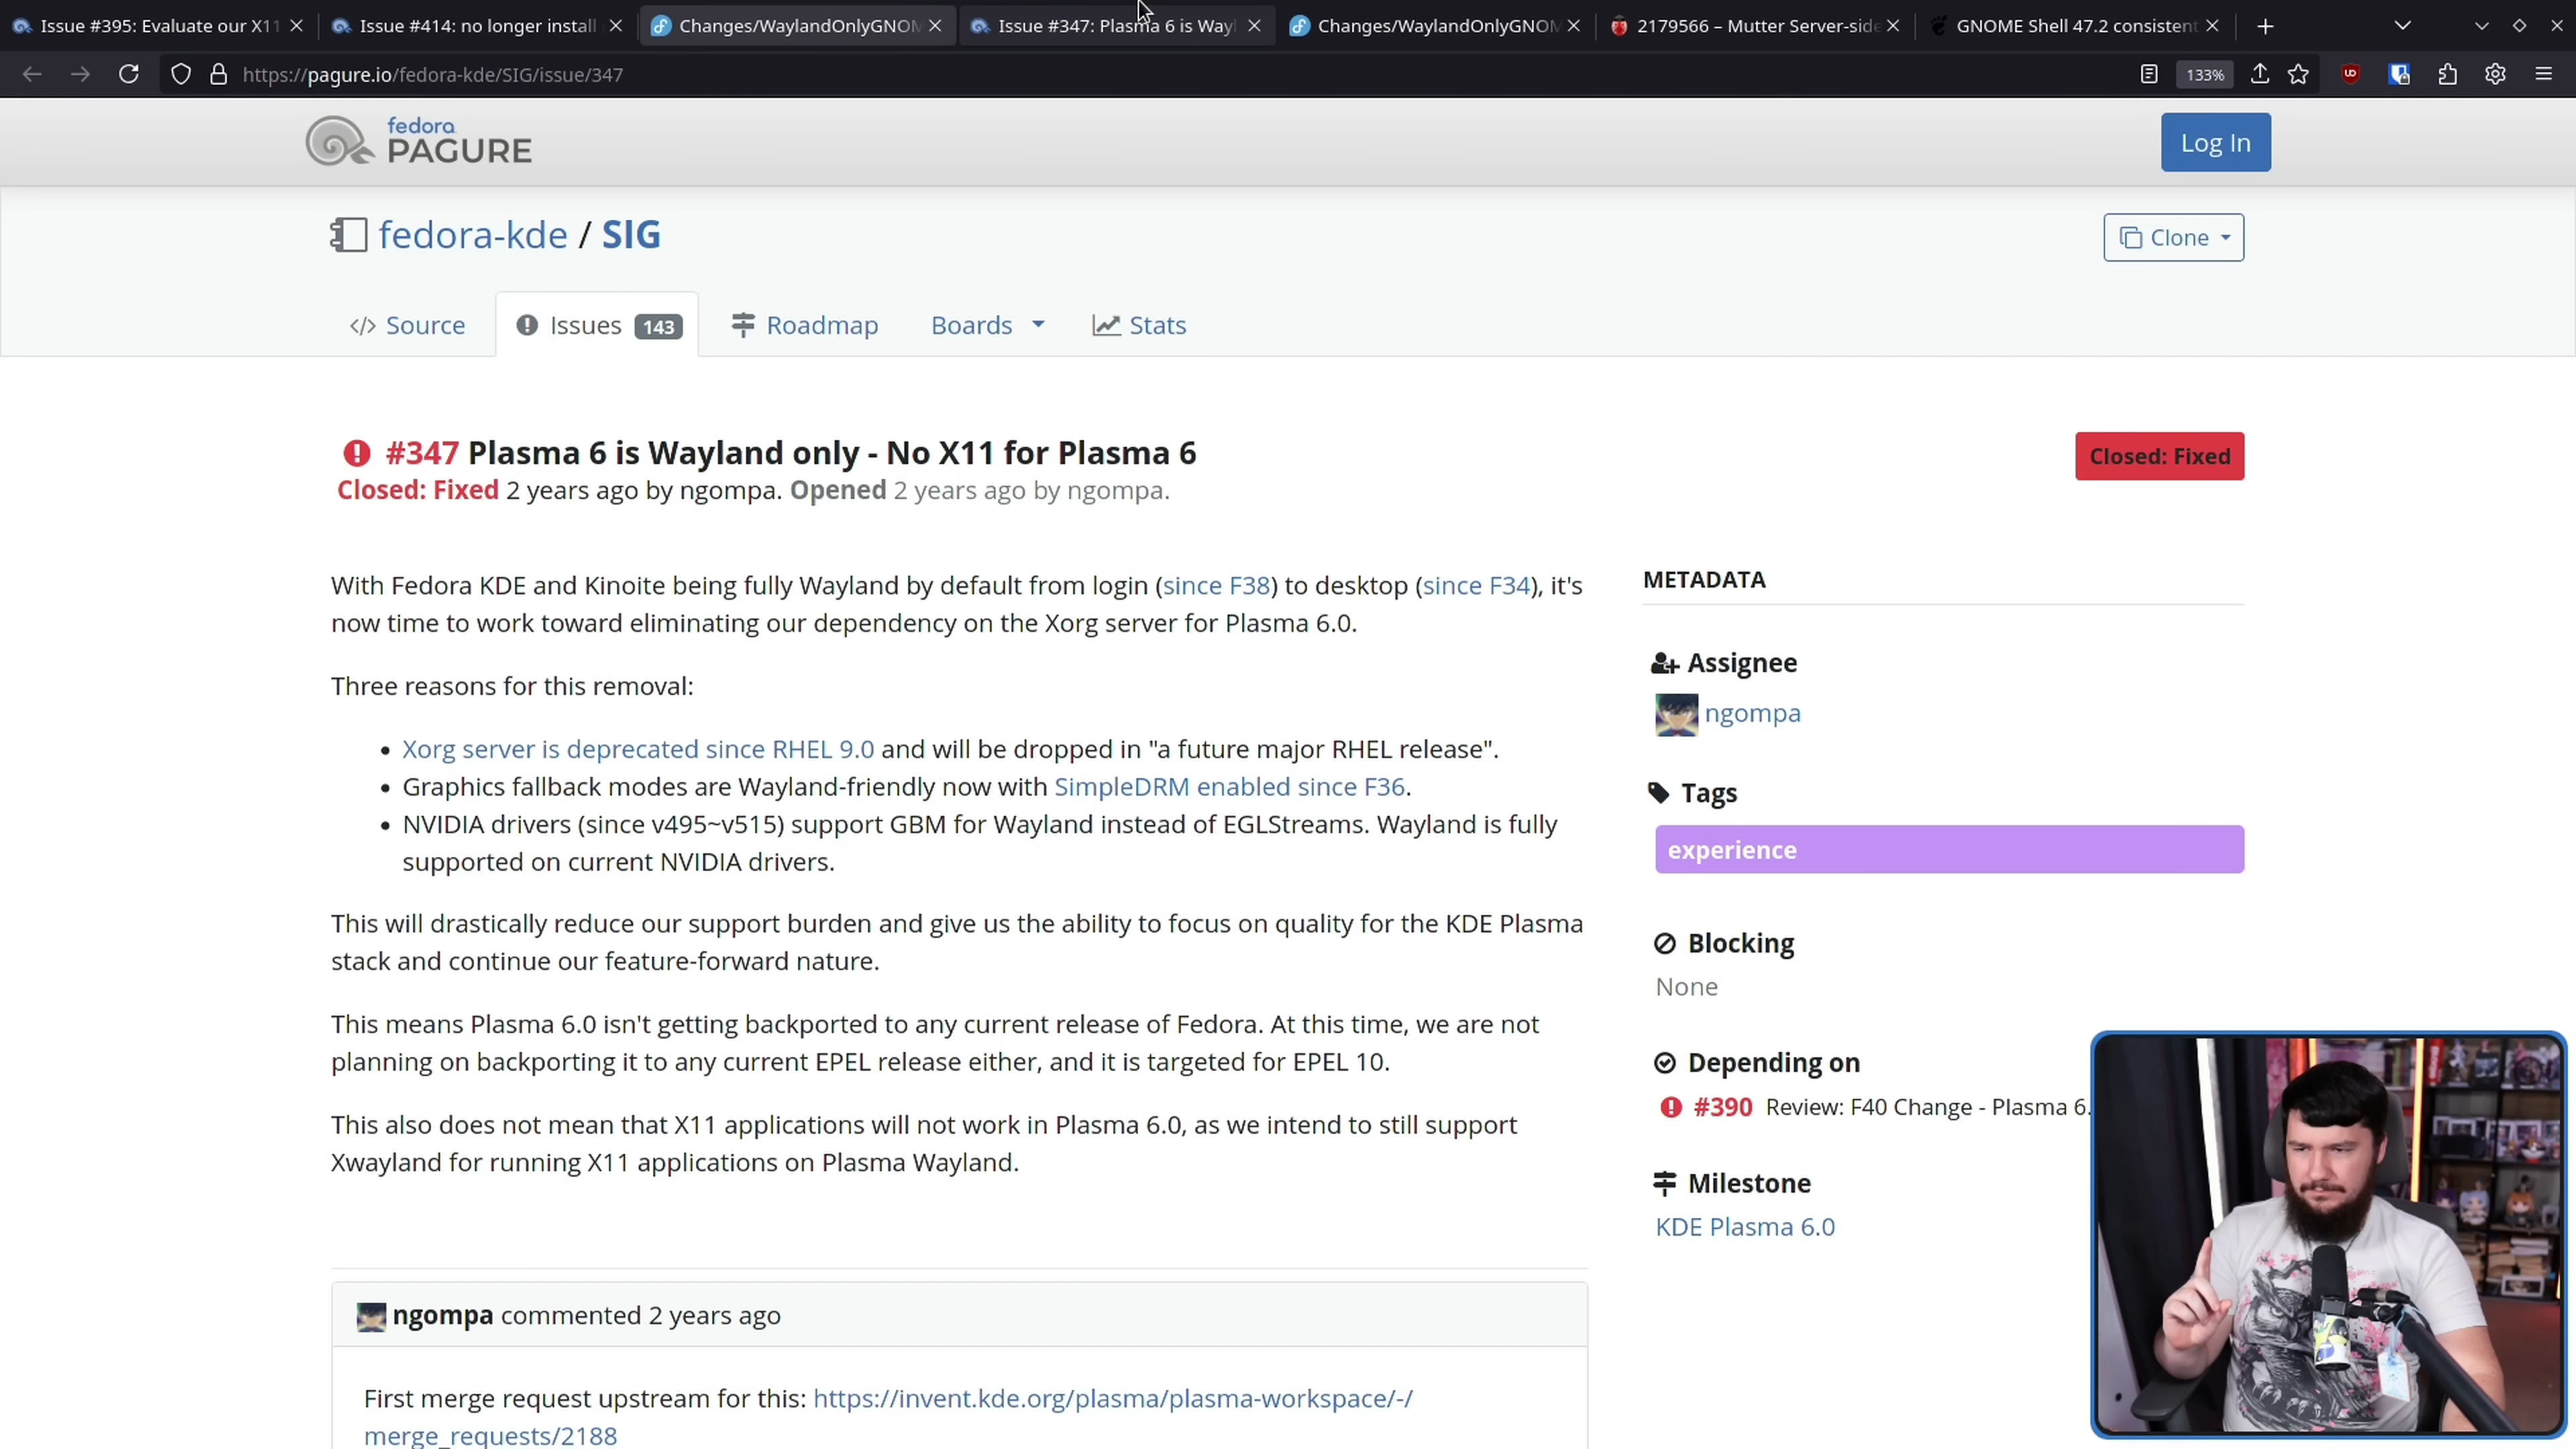 Issue #395: Evaluate our X11
Issue #414: no longer install
Changes/WaylandOnlyGNOM
Issue #347: Plasma 6 is Wayl
Changes/WaylandOnlyGNOM
2179566 – Mutter Server-side
GNOME Shell 47.2 consistent
https://pagure.io/fedora-kde/SIG/issue/347
133%
fedora
PAGURE
Log In
fedora-kde / SIG
Clone
Source
Issues 143
Roadmap
Boards
Stats
#347 Plasma 6 is Wayland only - No X11 for Plasma 6
Closed: Fixed
Closed: Fixed 2 years ago by ngompa. Opened 2 years ago by ngompa.
With Fedora KDE and Kinoite being fully Wayland by default from login (since F38) to desktop (since F34), it's
now time to work toward eliminating our dependency on the Xorg server for Plasma 6.0.
Three reasons for this removal:
• Xorg server is deprecated since RHEL 9.0 and will be dropped in "a future major RHEL release".
• Graphics fallback modes are Wayland-friendly now with SimpleDRM enabled since F36.
• NVIDIA drivers (since v495~v515) support GBM for Wayland instead of EGLStreams. Wayland is fully
supported on current NVIDIA drivers.
This will drastically reduce our support burden and give us the ability to focus on quality for the KDE Plasma
stack and continue our feature-forward nature.
This means Plasma 6.0 isn't getting backported to any current release of Fedora. At this time, we are not
planning on backporting it to any current EPEL release either, and it is targeted for EPEL 10.
This also does not mean that X11 applications will not work in Plasma 6.0, as we intend to still support
Xwayland for running X11 applications on Plasma Wayland.
ngompa commented 2 years ago
First merge request upstream for this: https://invent.kde.org/plasma/plasma-workspace/-/
merge_requests/2188
METADATA
Assignee
ngompa
Tags
experience
Blocking
None
Depending on
#390 Review: F40 Change - Plasma 6.
Milestone
KDE Plasma 6.0